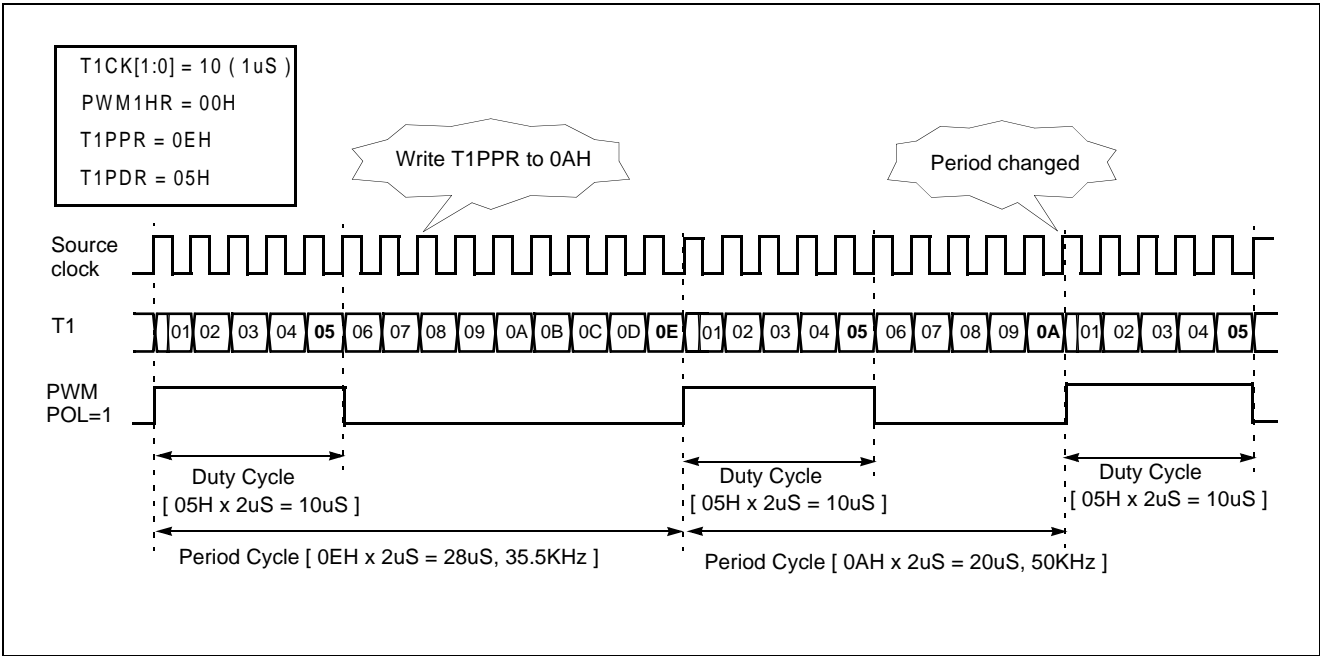 T1CK[1:0] = 10 ( 1uS )
PWM1HR = 00H
T1PPR = 0EH
T1PDR = 05H
Write T1PPR to 0AH
Period changed
Source
clock
T1
01 02 03 04 05 06 07 08 09 0A 0B 0C 0D 0E 01 02 03 04 05 06 07 08 09 0A 01 02 03 04 05
PWM
POL=1
Duty Cycle
[ 05H x 2uS = 10uS ]
Duty Cycle
[ 05H x 2uS = 10uS ]
Duty Cycle
[ 05H x 2uS = 10uS ]
Period Cycle [ 0EH x 2uS = 28uS, 35.5KHz ]
Period Cycle [ 0AH x 2uS = 20uS, 50KHz ]